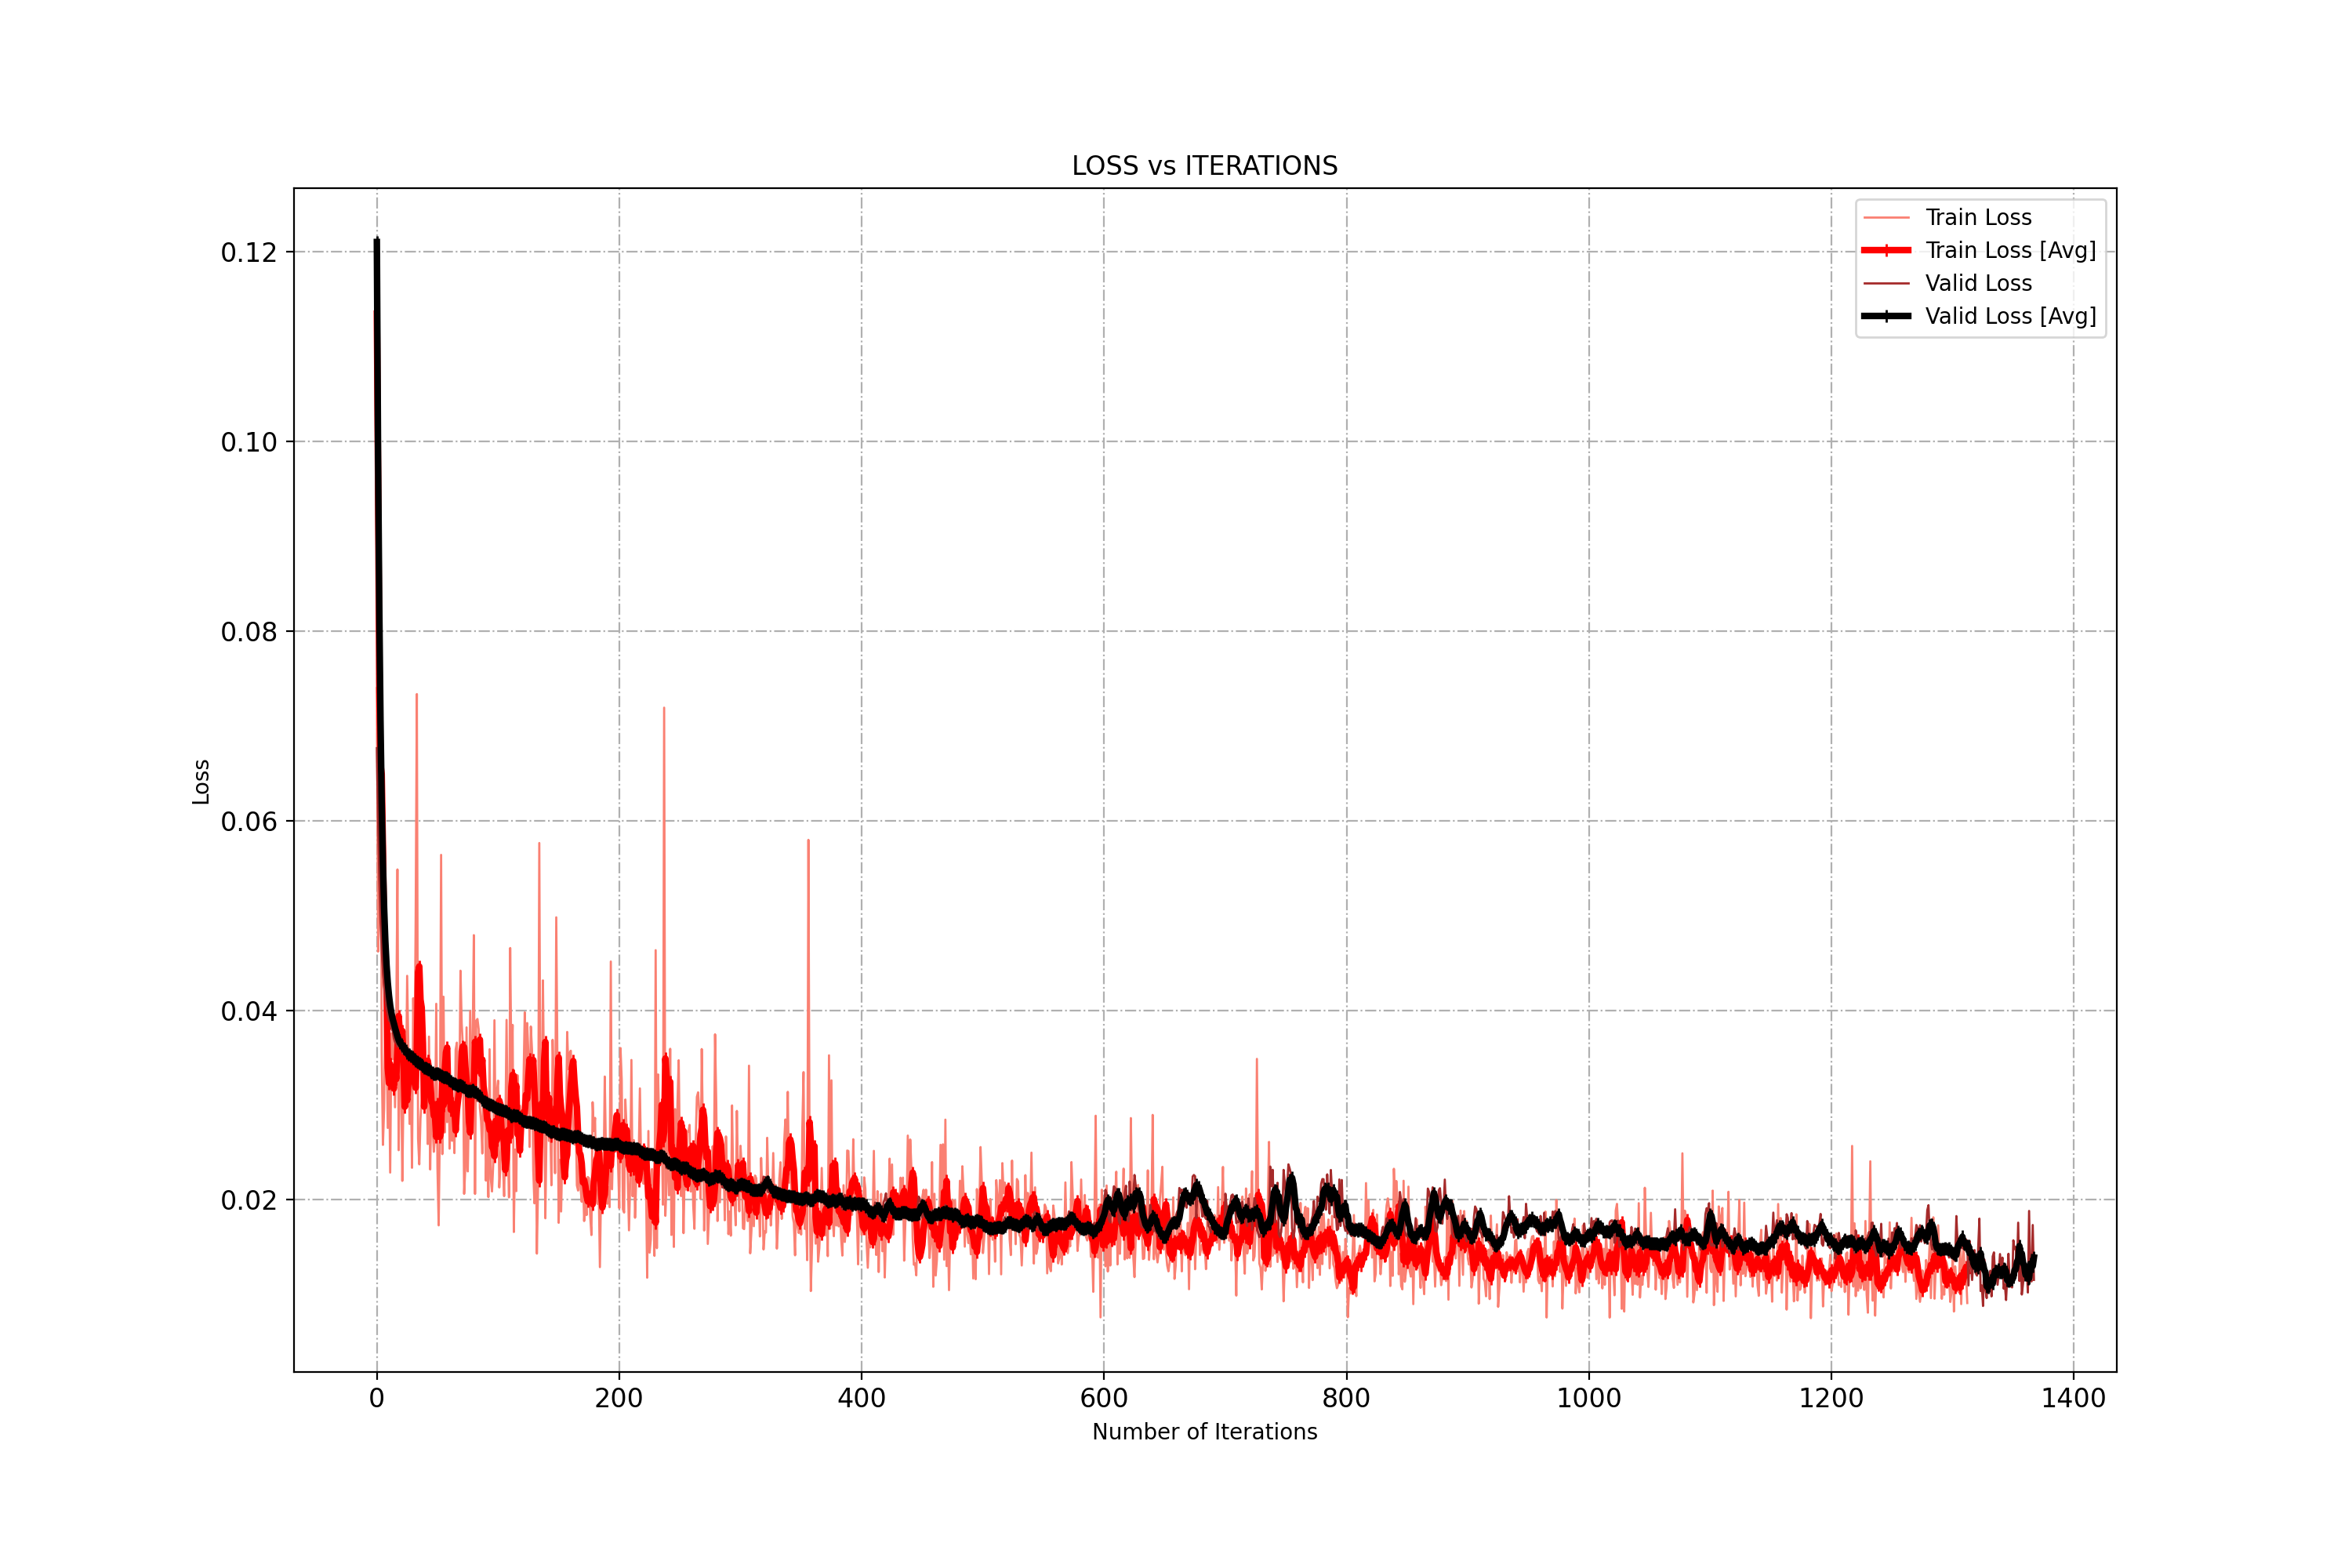 LOSS vs ITERATIONS
Train Loss
Train Loss [Avg]
Valid Loss
Valid Loss [Avg]
0.12
0.10
0.08
0.06
0.04
0.02
Loss
0 200 400 600 800 1000 1200 1400
Number of Iterations